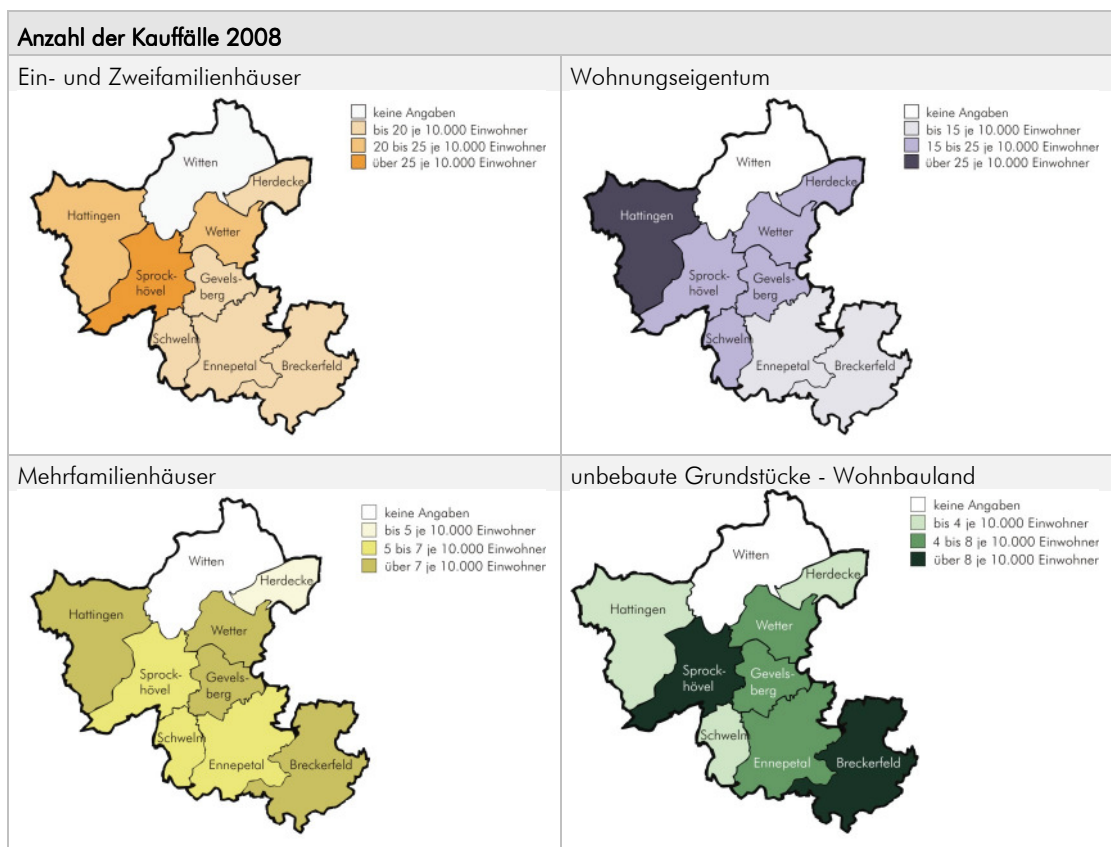 Anzahl der Kauffälle 2008
Ein- und Zweifamilienhäuser
keine Angaben
bis 20 je 10.000 Einwohner
20 bis 25 je 10.000 Einwohner
über 25 je 10.000 Einwohner
Witten
Herdecke
Hattingen
Wetter
Sprock-
hövel
Gevels-
berg
Schwelm
Ennepetal
Breckerfeld
Wohnungseigentum
keine Angaben
bis 15 je 10.000 Einwohner
15 bis 25 je 10.000 Einwohner
über 25 je 10.000 Einwohner
Witten
Herdecke
Hattingen
Wetter
Sprock-
hövel
Gevels-
berg
Schwelm
Ennepetal
Breckerfeld
Mehrfamilienhäuser
keine Angaben
bis 5 je 10.000 Einwohner
5 bis 7 je 10.000 Einwohner
über 7 je 10.000 Einwohner
Witten
Herdecke
Hattingen
Wetter
Sprock-
hövel
Gevels-
berg
Schwelm
Ennepetal
Breckerfeld
unbebaute Grundstücke - Wohnbauland
keine Angaben
bis 4 je 10.000 Einwohner
4 bis 8 je 10.000 Einwohner
über 8 je 10.000 Einwohner
Witten
Herdecke
Hattingen
Wetter
Sprock-
hövel
Gevels-
berg
Schwelm
Ennepetal
Breckerfeld